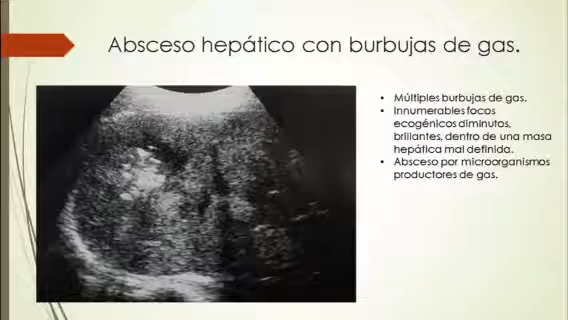 Absceso hepático con burbujas de gas.
• Múltiples burbujas de gas.
• Innumerables focos
ecogénicos diminutos,
brillantes, dentro de una masa
hepática mal definida.
• Absceso por microorganismos
productores de gas.